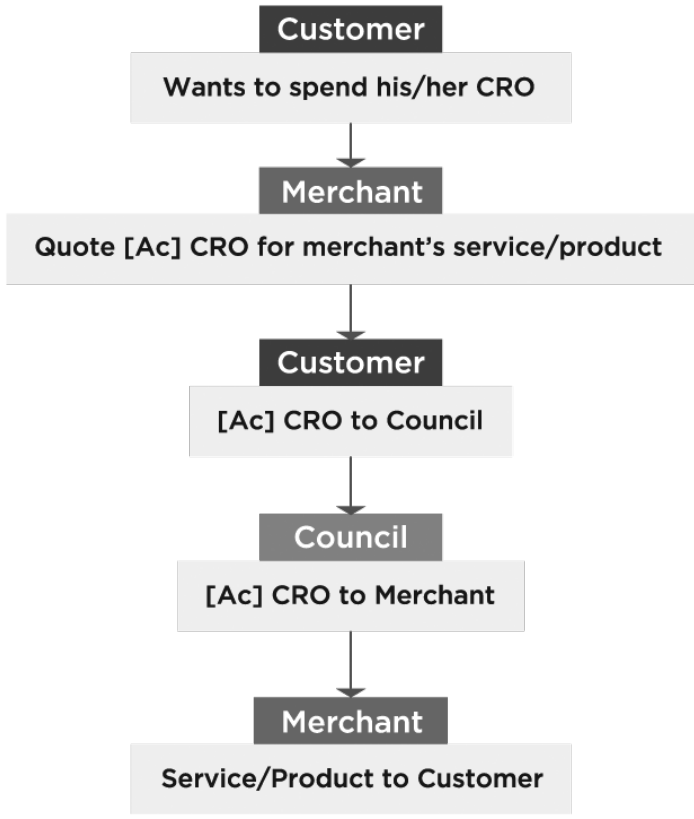 Customer
Wants to spend his/her CRO
Merchant
Quote [Ac] CRO for merchant’s service/product
Customer
[Ac] CRO to Council
Council
[Ac] CRO to Merchant
Merchant
Service/Product to Customer